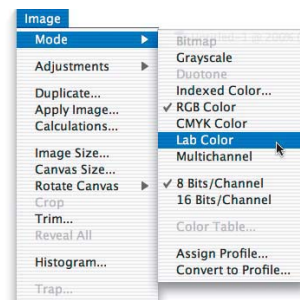 Image
Mode
Adjustments
Duplicate...
Apply Image...
Calculations...
Image Size...
Canvas Size...
Rotate Canvas
Crop
Trim...
Reveal All
Histogram...
Trap...
Bitmap
Grayscale
Duotone
Indexed Color...
✓ RGB Color
CMYK Color
Lab Color
Multichannel
✓ 8 Bits/Channel
16 Bits/Channel
Color Table...
Assign Profile...
Convert to Profile...